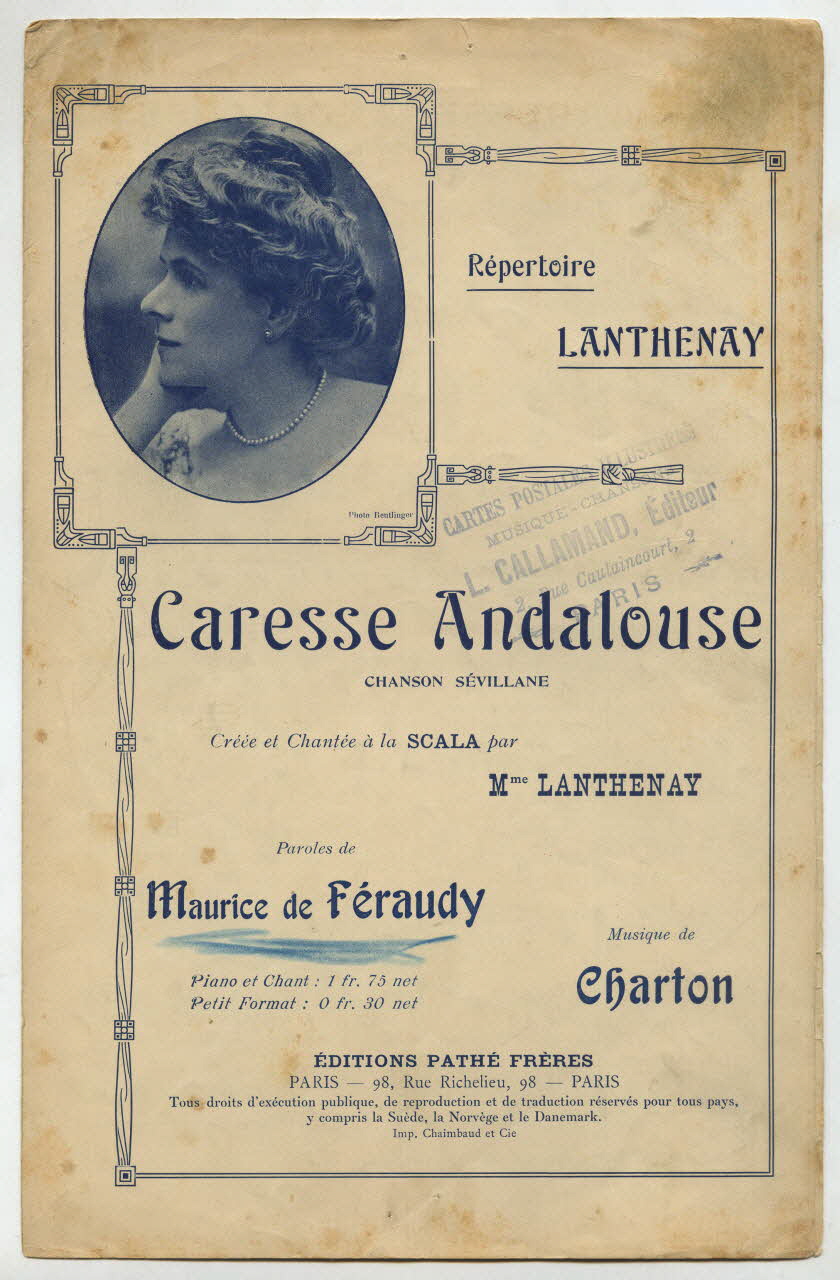 Répertoire
LANTHENAY
Photo Reutlinger
CARTES POSTALES ILLUSTRÉES
MUSIQUE-CHANSONS
L. CALLAMAND, Éditeur
2, Rue Caulaincourt, 2
PARIS
Caresse Andalouse
CHANSON SÉVILLANE
Créée et Chantée à la SCALA par
Mme LANTHENAY
Paroles de
Maurice de Féraudy
Musique de
Charton
Piano et Chant : 1 fr. 75 net
Petit Format : 0 fr. 30 net
ÉDITIONS PATHÉ FRÈRES
PARIS — 98, Rue Richelieu, 98 — PARIS
Tous droits d'exécution publique, de reproduction et de traduction réservés pour tous pays,
y compris la Suède, la Norvège et le Danemark.
Imp. Chaimbaud et Cie